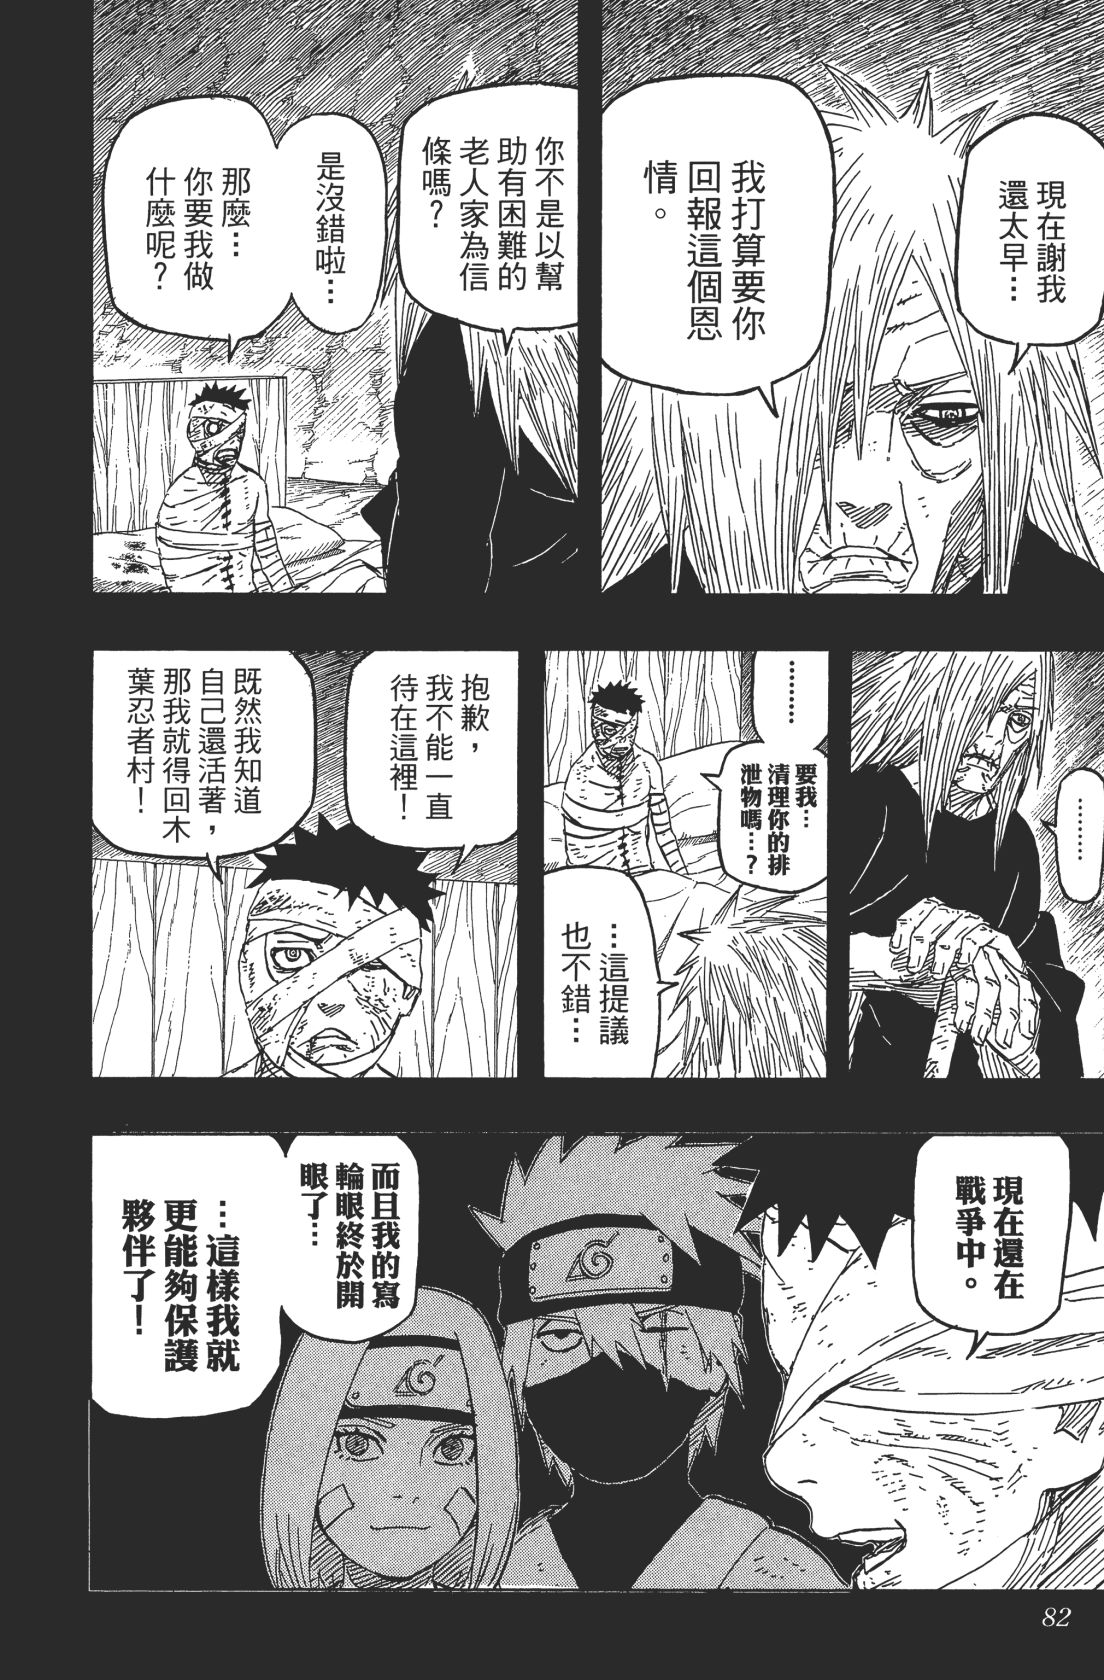 現在謝我
還太早…
我打算要你
回報這個恩
情。
你不是以幫
助有困難的
老人家為信
條嗎？
是沒錯啦…
那麼…
你要我做
什麼呢？
………
………
要我…
清理你的排
泄物嗎…？
…這提議
也不錯…
抱歉，
我不能一直
待在這裡！
既然我知道
自己還活著，
那我就得回木
葉忍者村！
現在還在
戰爭中。
而且我的寫
輪眼終於開
眼了…
…這樣我就
更能夠保護
夥伴了！
82